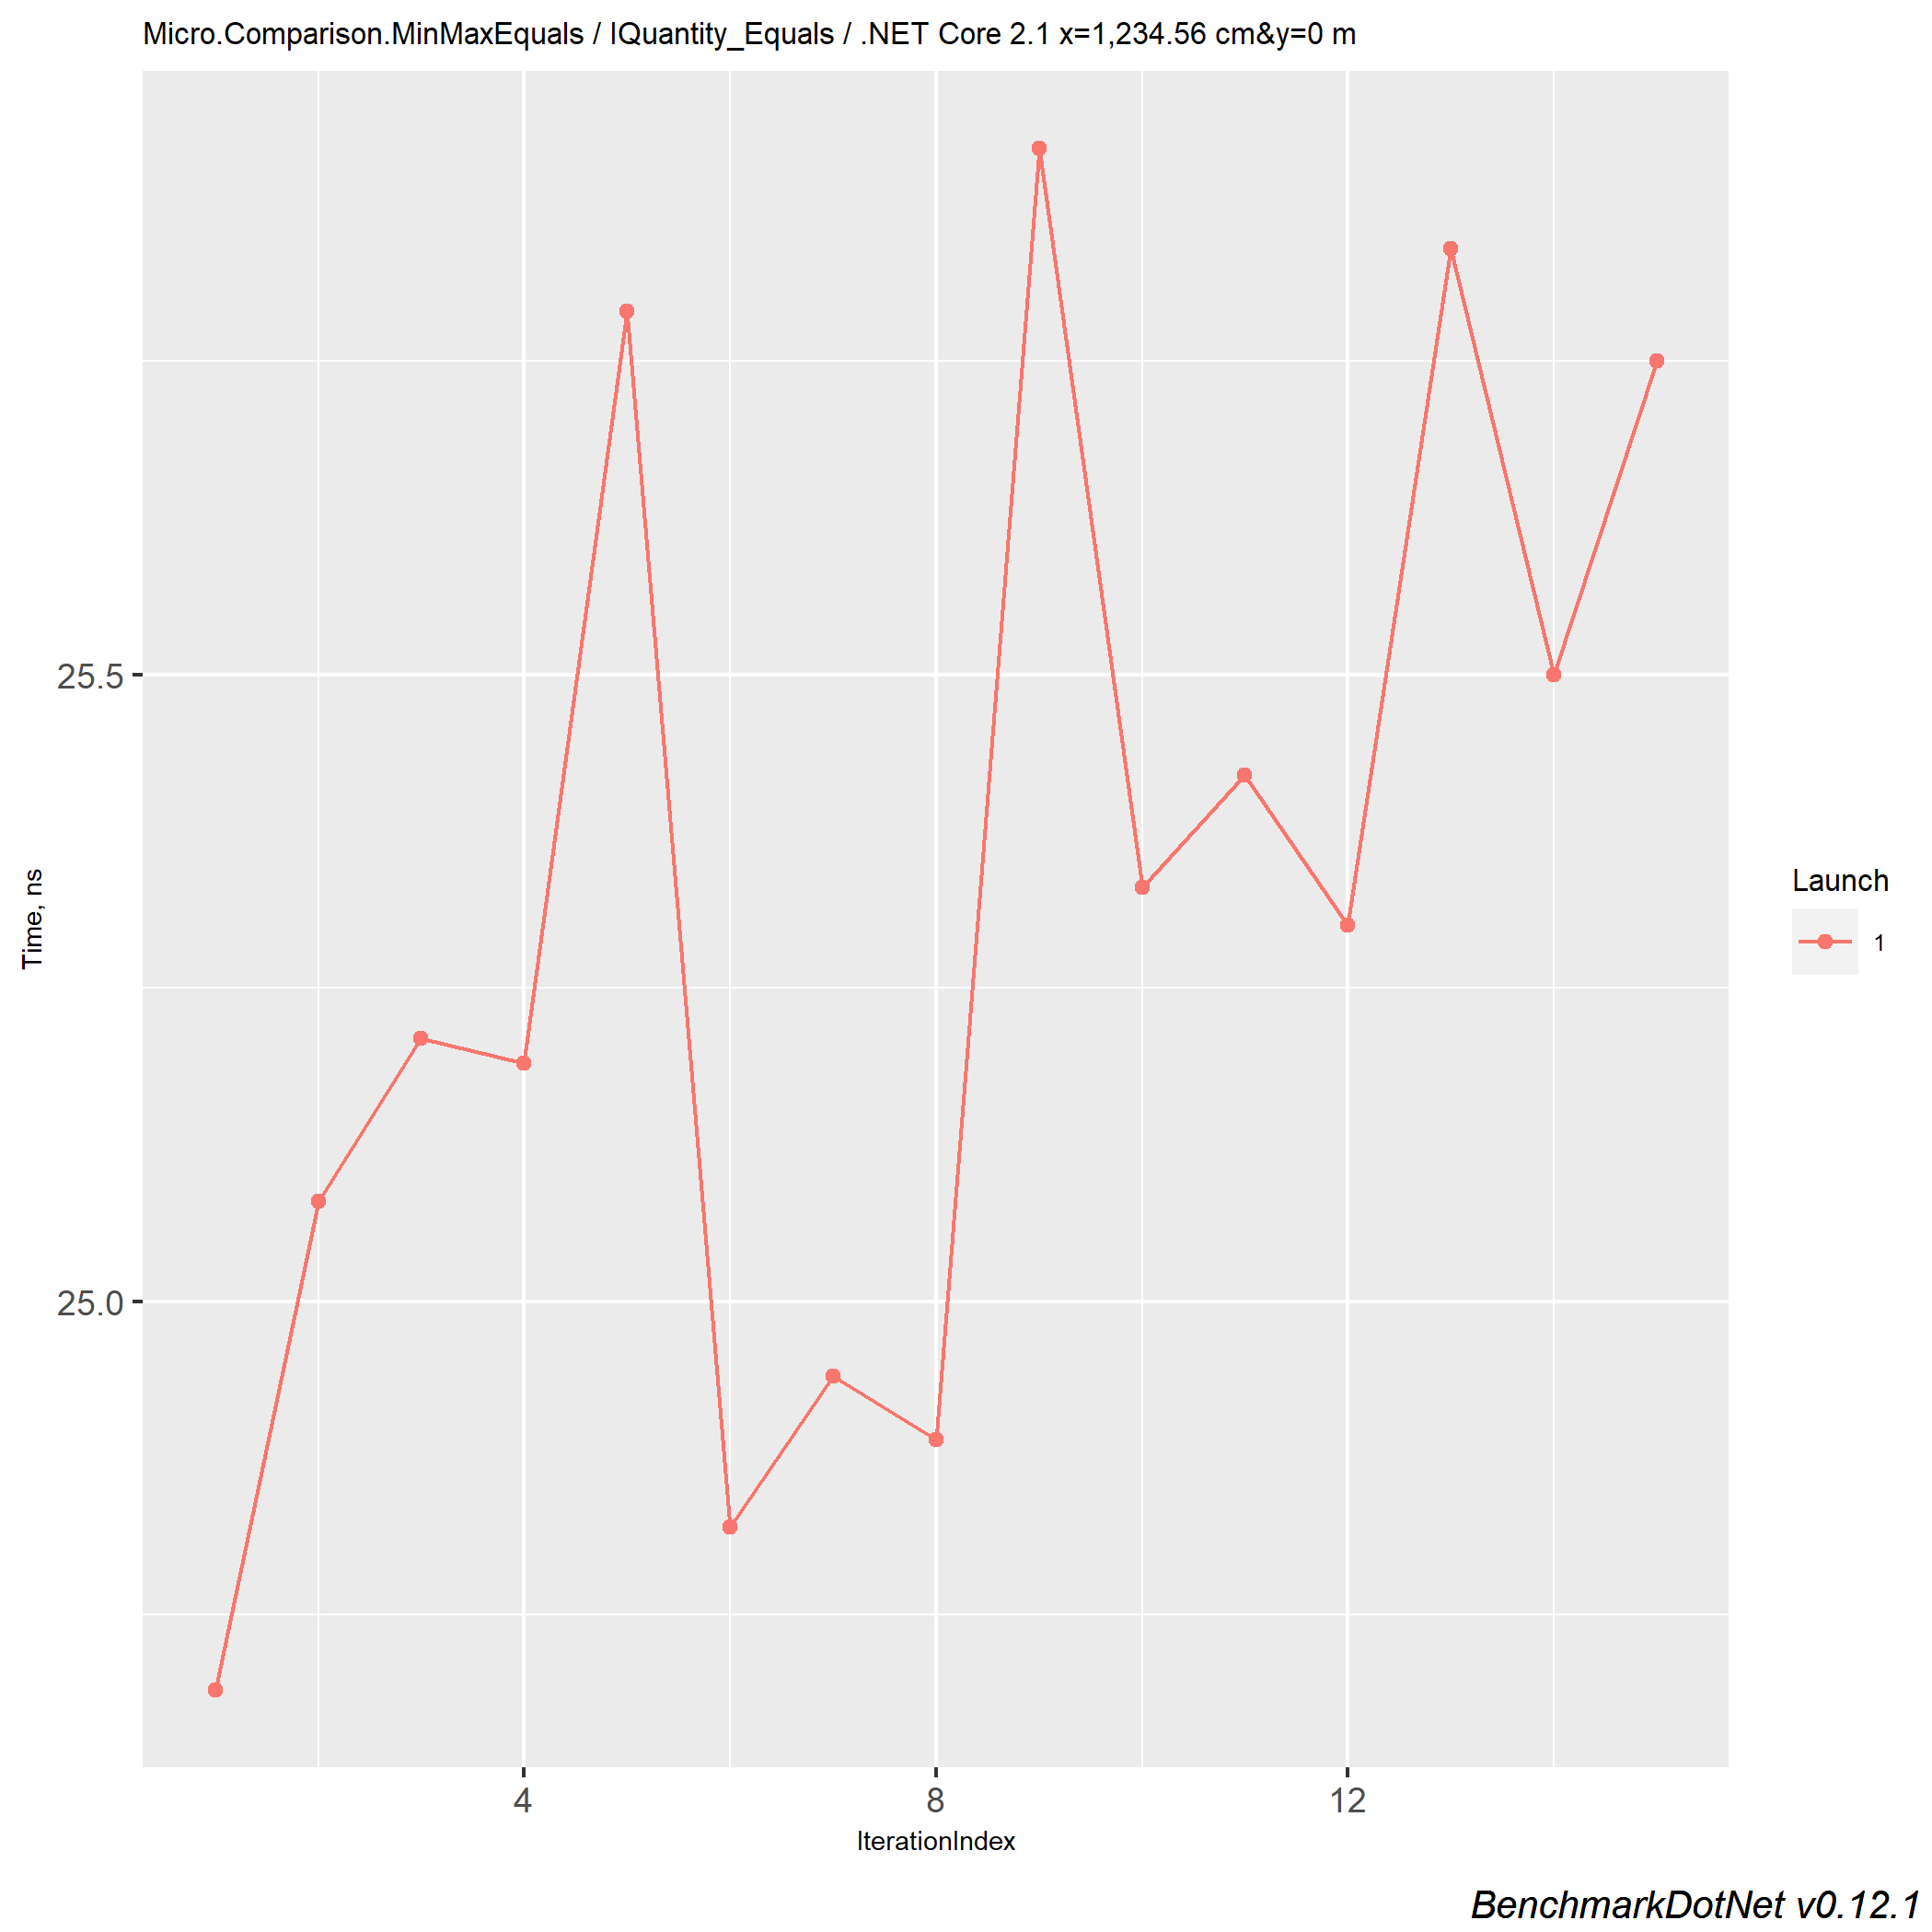 Micro.Comparison.MinMaxEquals / IQuantity_Equals / .NET Core 2.1 x=1,234.56 cm&y=0 m
Time, ns
25.5
25.0
4
8
12
IterationIndex
Launch
1
BenchmarkDotNet v0.12.1